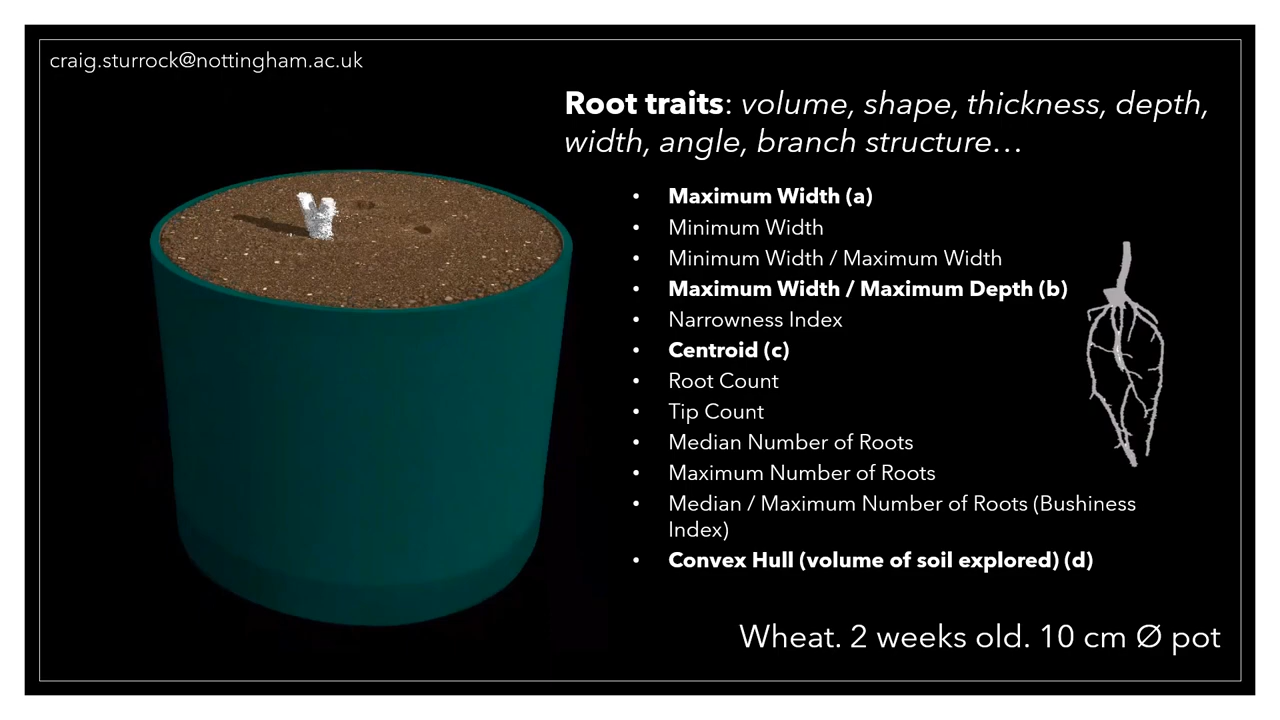 craig.sturrock@nottingham.ac.uk
Root traits: volume, shape, thickness, depth,
width, angle, branch structure…
• Maximum Width (a)
• Minimum Width
• Minimum Width / Maximum Width
• Maximum Width / Maximum Depth (b)
• Narrowness Index
• Centroid (c)
• Root Count
• Tip Count
• Median Number of Roots
• Maximum Number of Roots
• Median / Maximum Number of Roots (Bushiness
Index)
• Convex Hull (volume of soil explored) (d)
Wheat. 2 weeks old. 10 cm Ø pot